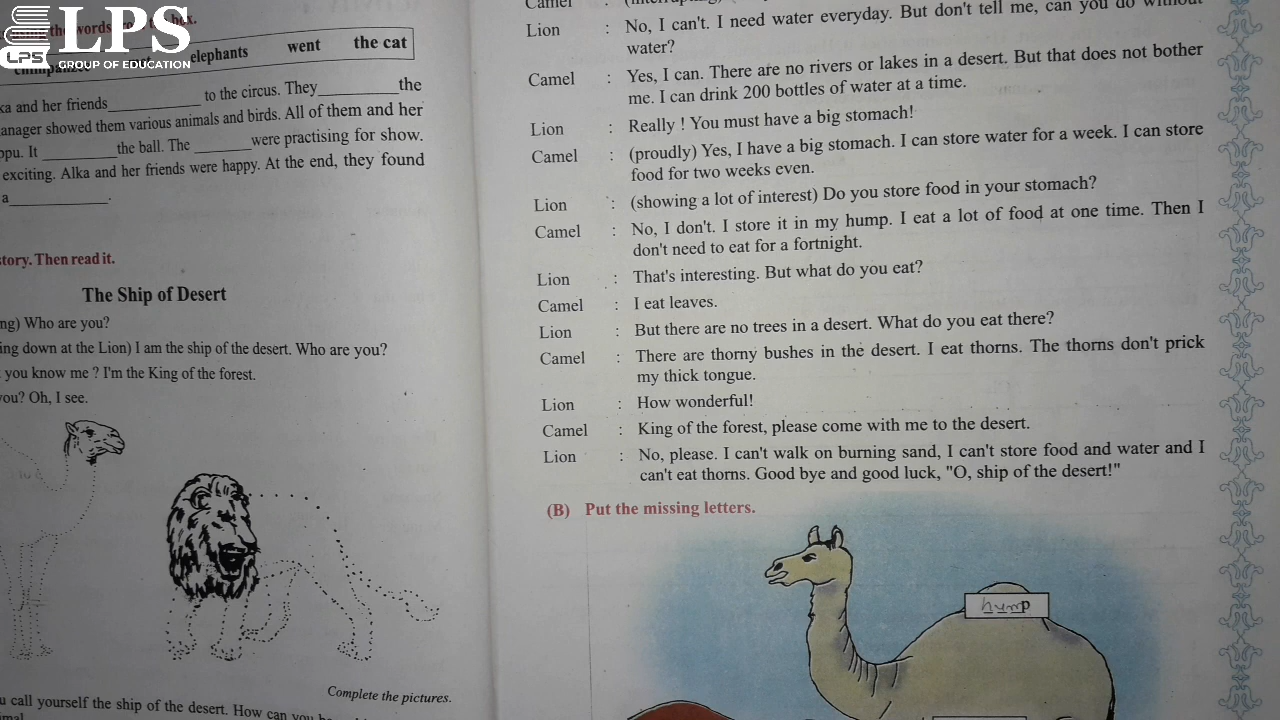 LPS
LPS
GROUP OF EDUCATION
the words
box.
elephants went the cat
ka and her friends____________ to the circus. They___________the
anager showed them various animals and birds. All of them and her
ppu. It __________the ball. The ________were practising for show.
exciting. Alka and her friends were happy. At the end, they found
a_____________.
story. Then read it.
The Ship of Desert
ng) Who are you?
ing down at the Lion) I am the ship of the desert. Who are you?
you know me ? I'm the King of the forest.
you? Oh, I see.
Complete the pictures.
u call yourself the ship of the desert. How can you
Camel :
Lion : No, I can't. I need water everyday. But don't tell me, can you do without
water?
Camel : Yes, I can. There are no rivers or lakes in a desert. But that does not bother
me. I can drink 200 bottles of water at a time.
Lion : Really ! You must have a big stomach!
Camel : (proudly) Yes, I have a big stomach. I can store water for a week. I can store
food for two weeks even.
Lion : (showing a lot of interest) Do you store food in your stomach?
Camel : No, I don't. I store it in my hump. I eat a lot of food at one time. Then I
don't need to eat for a fortnight.
Lion : That's interesting. But what do you eat?
Camel : I eat leaves.
Lion : But there are no trees in a desert. What do you eat there?
Camel : There are thorny bushes in the desert. I eat thorns. The thorns don't prick
my thick tongue.
Lion : How wonderful!
Camel : King of the forest, please come with me to the desert.
Lion : No, please. I can't walk on burning sand, I can't store food and water and I
can't eat thorns. Good bye and good luck, "O, ship of the desert!"
(B) Put the missing letters.
hump